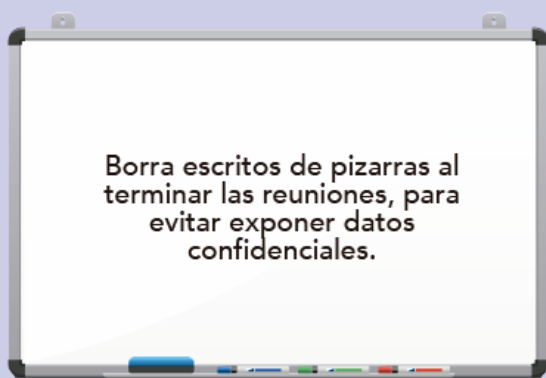 Borra escritos de pizarras al
terminar las reuniones, para
evitar exponer datos
confidenciales.